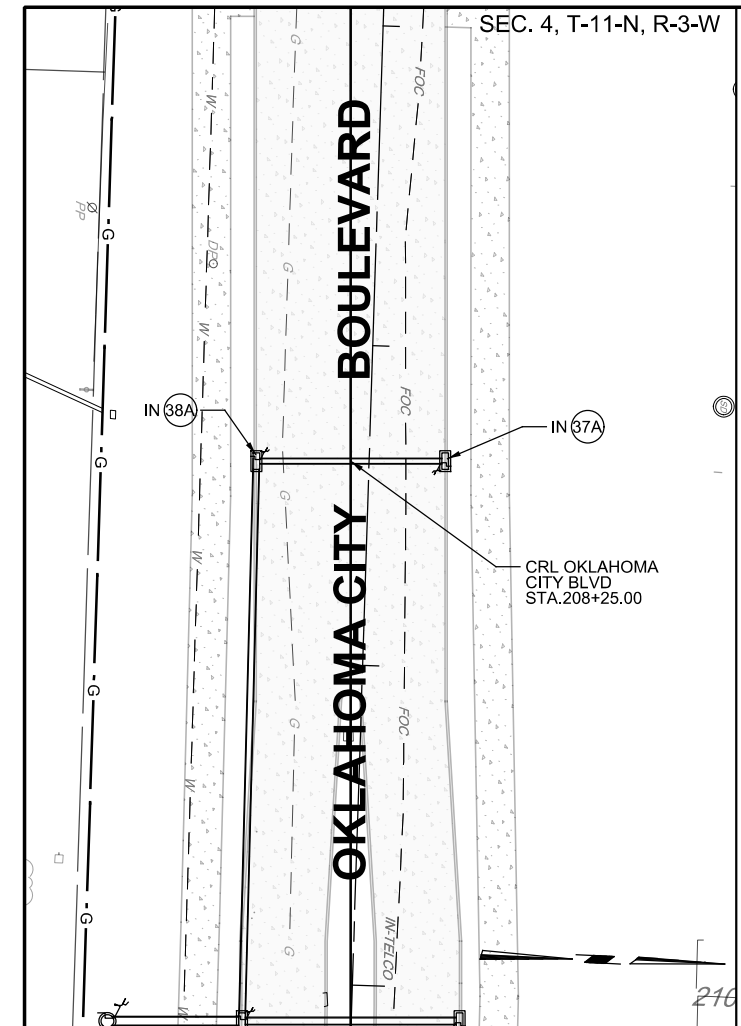 SEC. 4, T-11-N, R-3-W
G
FOC
W
BOULEVARD
PP
G
W
DPO
G
W
FOC
IN 38A
IN 37A
SD
G
G
W
OKLAHOMA CITY
CRL OKLAHOMA
CITY BLVD
STA.208+25.00
G
G
FOC
W
G
IN-TELCO
G
210
W